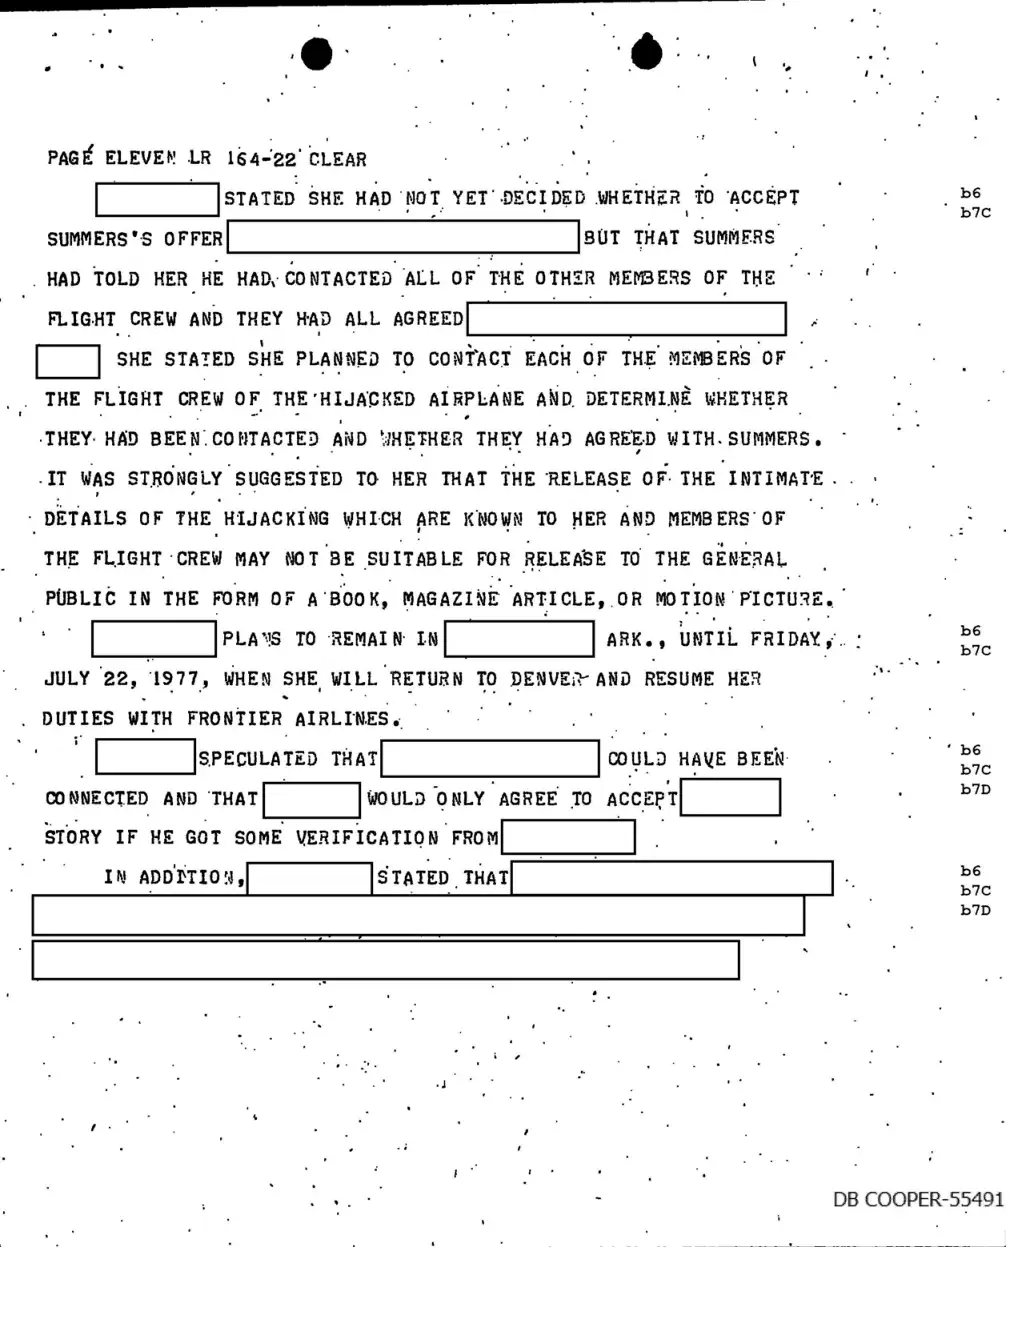 PAGE ELEVEN LR 164-22 CLEAR
STATED SHE HAD NOT YET DECIDED WHETHER TO ACCEPT b6
b7C
SUMMERS'S OFFER BUT THAT SUMMERS
HAD TOLD HER HE HAD CONTACTED ALL OF THE OTHER MEMBERS OF THE
FLIGHT CREW AND THEY HAD ALL AGREED
SHE STATED SHE PLANNED TO CONTACT EACH OF THE MEMBERS OF
THE FLIGHT CREW OF THE HIJACKED AIRPLANE AND DETERMINE WHETHER
THEY HAD BEEN CONTACTED AND WHETHER THEY HAD AGREED WITH SUMMERS.
IT WAS STRONGLY SUGGESTED TO HER THAT THE RELEASE OF THE INTIMATE
DETAILS OF THE HIJACKING WHICH ARE KNOWN TO HER AND MEMBERS OF
THE FLIGHT CREW MAY NOT BE SUITABLE FOR RELEASE TO THE GENERAL
PUBLIC IN THE FORM OF A BOOK, MAGAZINE ARTICLE, OR MOTION PICTURE.
PLANS TO REMAIN IN ARK., UNTIL FRIDAY, b6
b7C
JULY 22, 1977, WHEN SHE WILL RETURN TO DENVER AND RESUME HER
DUTIES WITH FRONTIER AIRLINES.
SPECULATED THAT COULD HAVE BEEN b6
b7C
b7D
CONNECTED AND THAT WOULD ONLY AGREE TO ACCEPT
STORY IF HE GOT SOME VERIFICATION FROM
IN ADDITION, STATED THAT b6
b7C
b7D
DB COOPER-55491